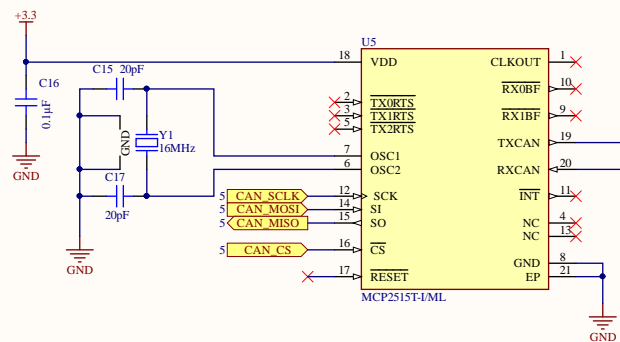 +3.3
U5
C16
0.1µF
C15 20pF
GND
Y1
16MHz
C17
20pF
GND
GND
5 CAN_SCLK
5 CAN_MOSI
5 CAN_MISO
5 CAN_CS
18 VDD
2 TX0RTS
3 TX1RTS
5 TX2RTS
7 OSC1
6 OSC2
12 SCK
14 SI
15 SO
16 CS
17 RESET
CLKOUT 1
RX0BF 10
RX1BF 9
TXCAN 19
RXCAN 20
INT 11
NC 4
NC 13
GND 8
EP 21
MCP2515T-I/ML
GND